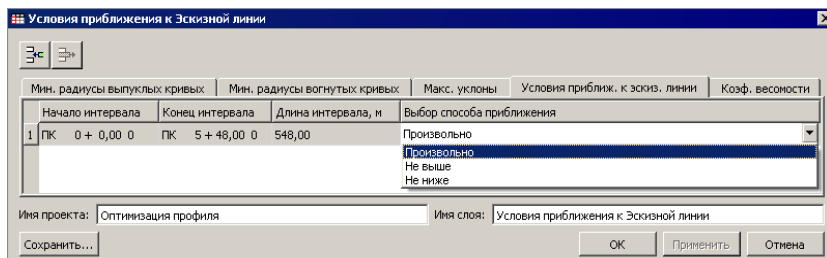 Условия приближения к Эскизной линии
Мин. радиусы выпуклых кривых Мин. радиусы вогнутых кривых Макс. уклоны Условия приближ. к эскиз. линии Коэф. весомости
Начало интервала Конец интервала Длина интервала, м Выбор способа приближения
1 ПК 0 + 0,00 0 ПК 5 + 48,00 0 548,00 Произвольно
Произвольно
Не выше
Не ниже
Имя проекта: Оптимизация профиля Имя слоя: Условия приближения к Эскизной линии
Сохранить... ОК Применить Отмена